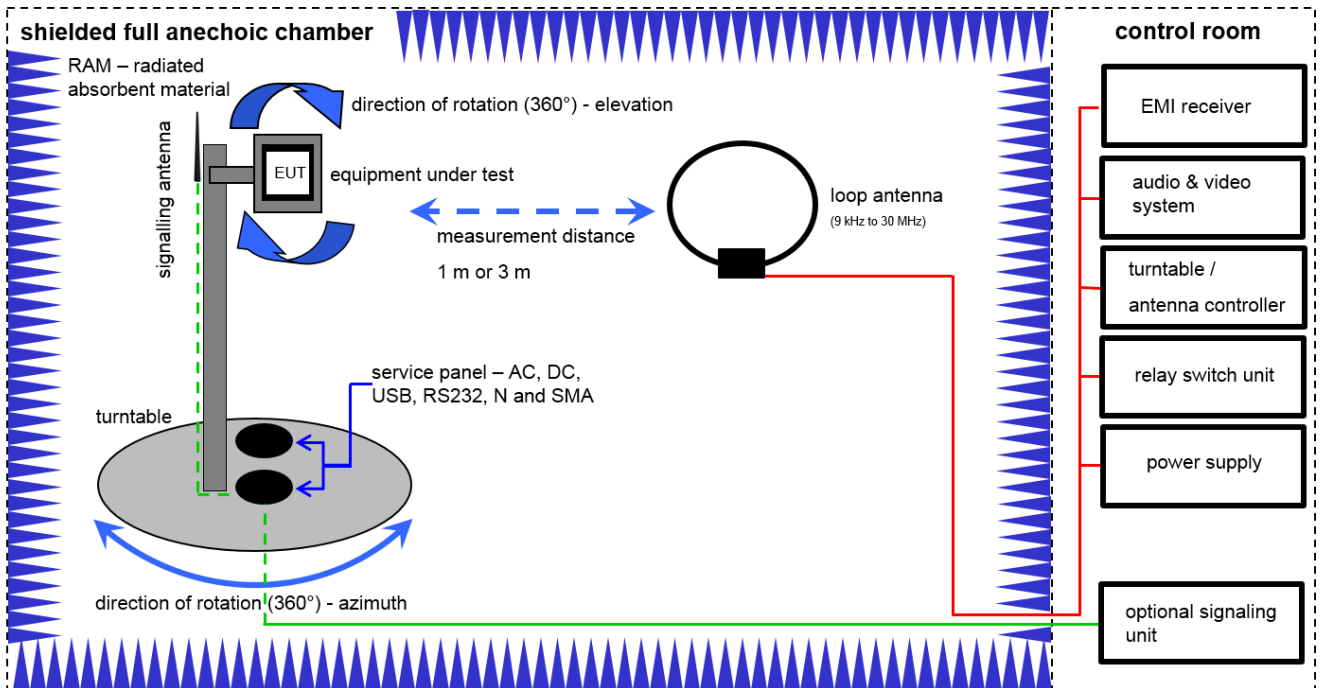 shielded full anechoic chamber
control room
RAM – radiated
absorbent material
signalling antenna
direction of rotation (360°) - elevation
EUT
equipment under test
measurement distance
1 m or 3 m
loop antenna
(9 kHz to 30 MHz)
service panel – AC, DC,
USB, RS232, N and SMA
turntable
direction of rotation (360°) - azimuth
EMI receiver
audio & video
system
turntable /
antenna controller
relay switch unit
power supply
optional signaling
unit